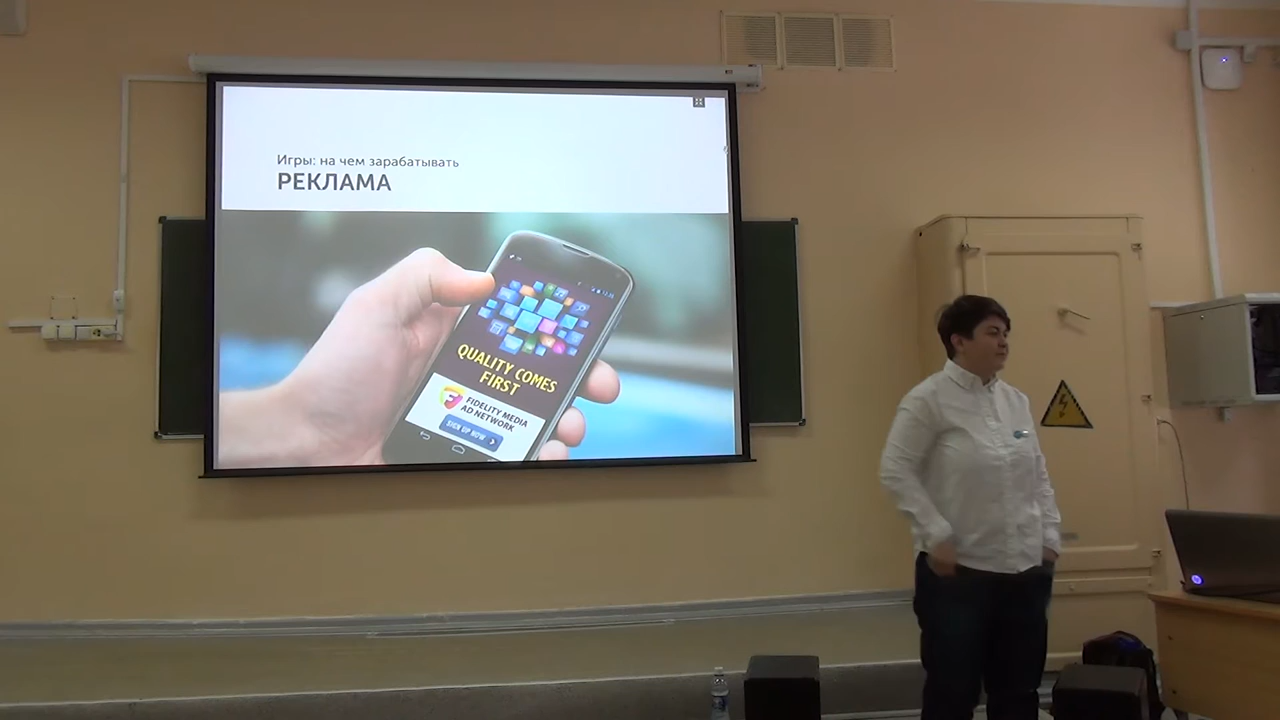 Игры: на чем зарабатывать
РЕКЛАМА
QUALITY COMES
FIRST
FIDELITY MEDIA
AD NETWORK
SIGN UP NOW